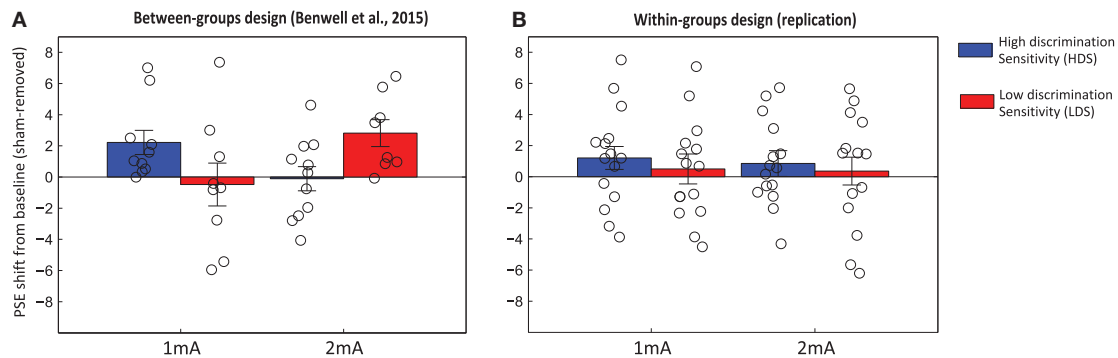 A
Between-groups design (Benwell et al., 2015)
B
Within-groups design (replication)
PSE shift from baseline (sham-removed)
8
6
4
2
0
−2
−4
−6
−8
1mA
2mA
8
6
4
2
0
−2
−4
−6
−8
1mA
2mA
High discrimination
Sensitivity (HDS)
Low discrimination
Sensitivity (LDS)